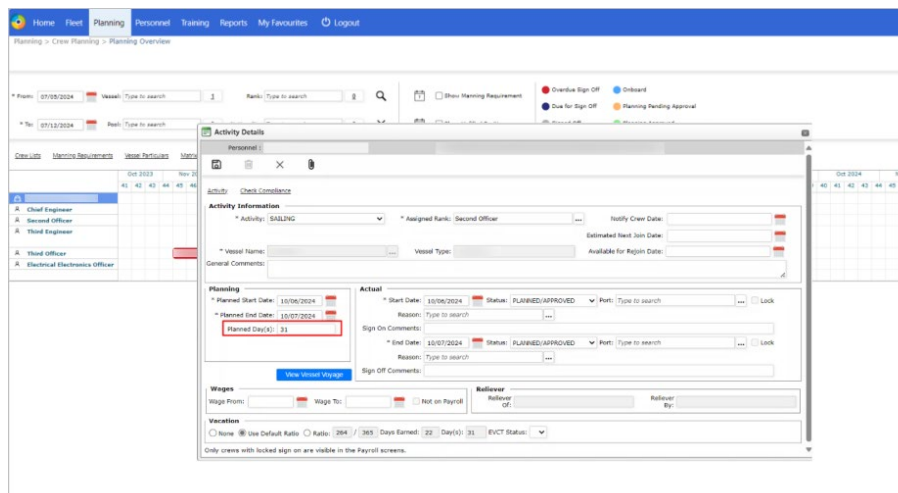 Home Fleet Planning Personnel Training Reports My Favourites Logout
Planning > Crew Planning > Planning Overview
* From: 07/05/2024 Vessel: Type to search 1 Rank: Type to search Show Manning Requirement Overdue Sign Off Onboard
Due for Sign Off Planning Pending Approval
* To: 07/12/2024 Pool: Type to search
Activity Details
Personnel :
Crew Lists Manning Requirements Vessel Particulars
Oct 2023 Oct 2024
41 42 43 44 45 46 40 41 42 43 44 45
Activity Check Compliance
Activity Information
Chief Engineer
Second Officer
Third Engineer
Third Officer
Electrical Electronics Officer
* Activity: SAILING * Assigned Rank: Second Officer ... Notify Crew Date:
Estimated Next Join Date:
* Vessel Name: ... Vessel Type: Available for Rejoin Date:
General Comments:
Planning
* Planned Start Date: 10/06/2024
* Planned End Date: 10/07/2024
Planned Day(s): 31
View Vessel Voyage
Actual
* Start Date: 10/06/2024 Status: PLANNED/APPROVED Port: Type to search ... Lock
Reason: Type to search ...
Sign On Comments:
* End Date: 10/07/2024 Status: PLANNED/APPROVED Port: Type to search ... Lock
Reason: Type to search ...
Sign Off Comments:
Wages
Wage From: Wage To: Not on Payroll
Reliever
Reliever Of: Reliever By:
Vacation
None Use Default Ratio Ratio: 264 / 365 Days Earned: 22 Day(s): 31 EVCT Status:
Only crews with locked sign on are visible in the Payroll screens.